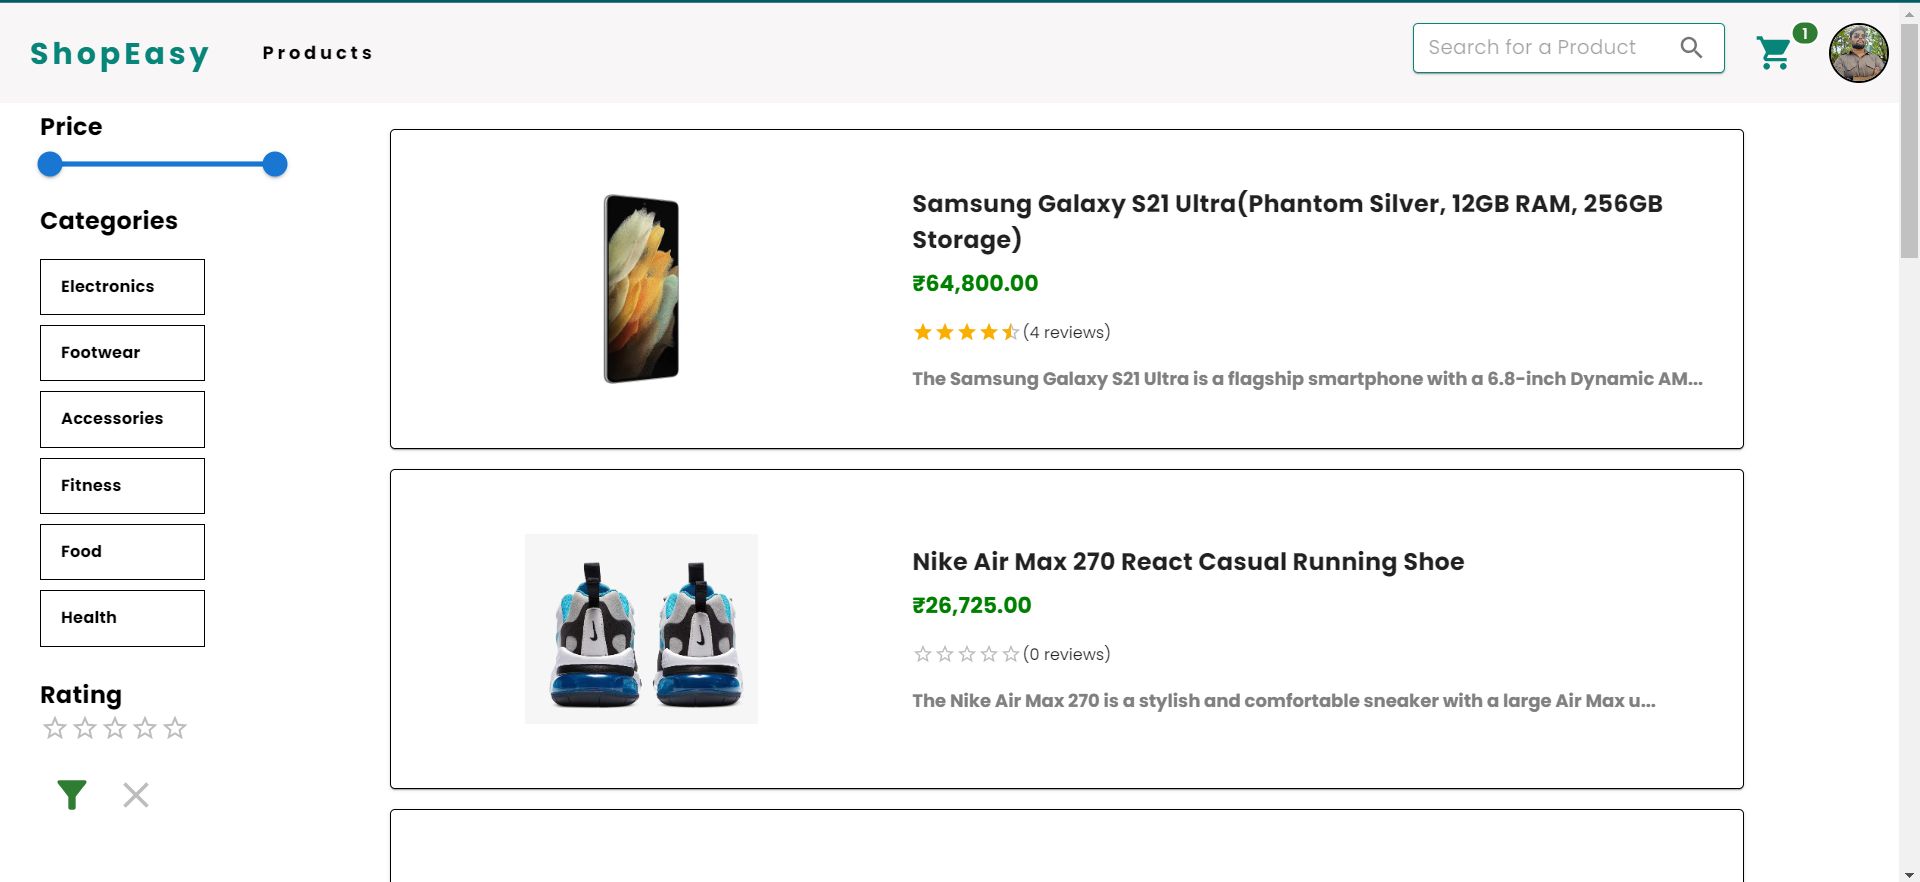 ShopEasy
Products
Search for a Product
1
Price
Categories
Electronics
Footwear
Accessories
Fitness
Food
Health
Rating
Samsung Galaxy S21 Ultra(Phantom Silver, 12GB RAM, 256GB
Storage)
₹64,800.00
(4 reviews)
The Samsung Galaxy S21 Ultra is a flagship smartphone with a 6.8-inch Dynamic AM...
Nike Air Max 270 React Casual Running Shoe
₹26,725.00
(0 reviews)
The Nike Air Max 270 is a stylish and comfortable sneaker with a large Air Max u...